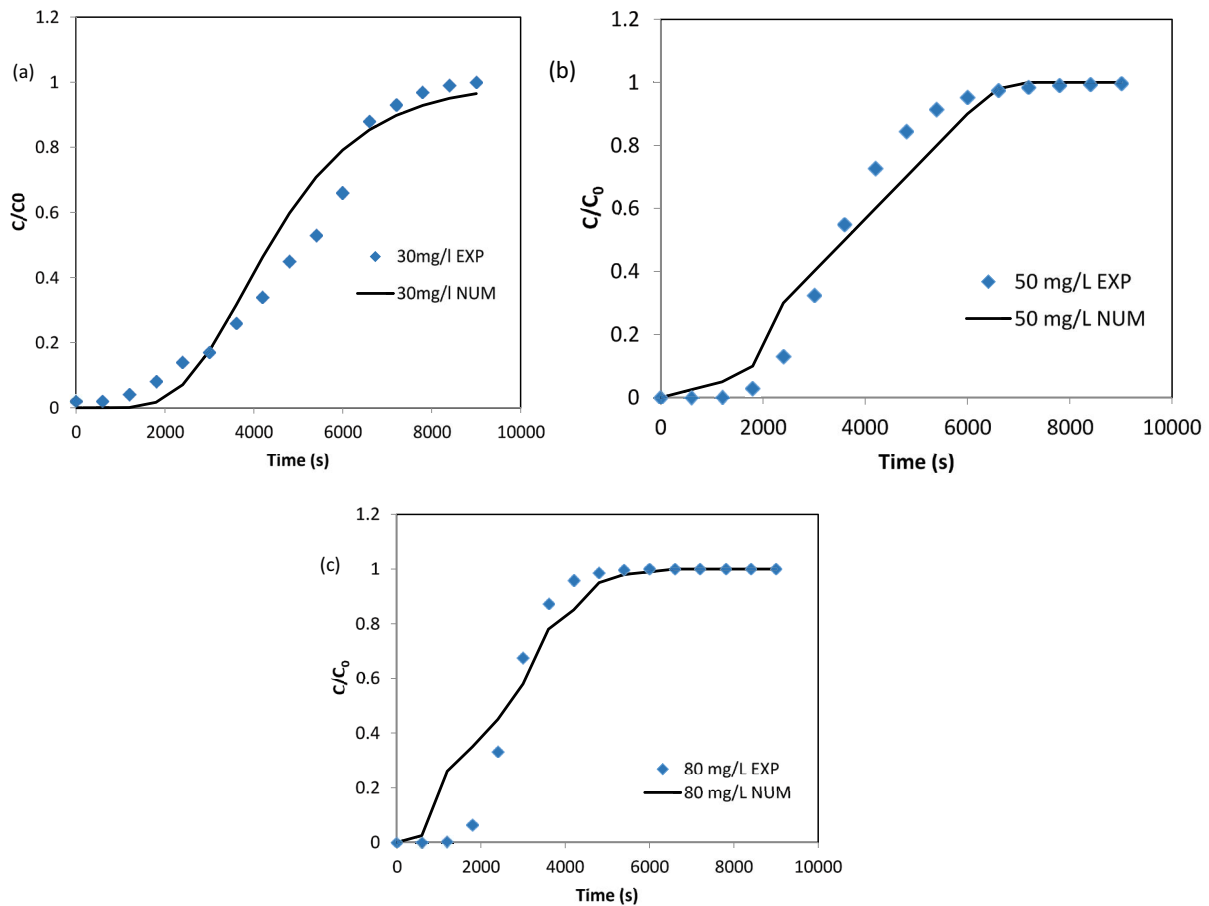 (a)
1.2
1
0.8
0.6
0.4
0.2
0
C/C0
0 2000 4000 6000 8000 10000
Time (s)
30mg/l EXP
30mg/l NUM
(b)
1.2
1
0.8
0.6
0.4
0.2
0
C/C₀
0 2000 4000 6000 8000 10000
Time (s)
50 mg/L EXP
50 mg/L NUM
(c)
1.2
1
0.8
0.6
0.4
0.2
0
C/C₀
0 2000 4000 6000 8000 10000
Time (s)
80 mg/L EXP
80 mg/L NUM